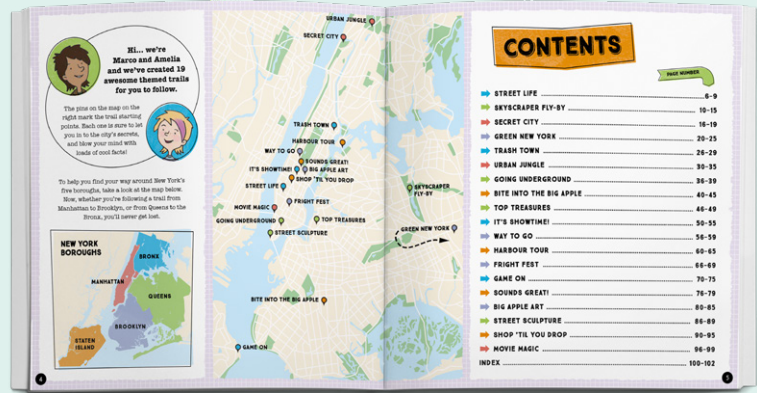 Hi... we're
Marco and Amelia
and we've created 19
awesome themed trails
for you to follow.
The pins on the map on the
right mark the trail starting
points. Each one is sure to let
you in to the city's secrets,
and blow your mind with
loads of cool facts!
To help you find your way around New York's
five boroughs, take a look at the map below.
Now, whether you're following a trail from
Manhattan to Brooklyn, or from Queens to the
Bronx, you'll never get lost.
NEW YORK
BOROUGHS
BRONX
MANHATTAN
QUEENS
BROOKLYN
STATEN
ISLAND
4
URBAN JUNGLE
SECRET CITY
TRASH TOWN
HARBOUR TOUR
WAY TO GO
SOUNDS GREAT!
IT'S SHOWTIME!
BIG APPLE ART
SHOP 'TIL YOU DROP
STREET LIFE
SKYSCRAPER
FLY-BY
FRIGHT FEST
MOVIE MAGIC
GOING UNDERGROUND
TOP TREASURES
GREEN NEW YORK
STREET SCULPTURE
BITE INTO THE BIG APPLE
GAME ON
CONTENTS
PAGE NUMBER
STREET LIFE 6-9
SKYSCRAPER FLY-BY 10-15
SECRET CITY 16-19
GREEN NEW YORK 20-25
TRASH TOWN 26-29
URBAN JUNGLE 30-35
GOING UNDERGROUND 36-39
BITE INTO THE BIG APPLE 40-45
TOP TREASURES 46-49
IT'S SHOWTIME! 50-55
WAY TO GO 56-59
HARBOUR TOUR 60-65
FRIGHT FEST 66-69
GAME ON 70-75
SOUNDS GREAT! 76-79
BIG APPLE ART 80-85
STREET SCULPTURE 86-89
SHOP 'TIL YOU DROP 90-95
MOVIE MAGIC 96-99
INDEX 100-102
5